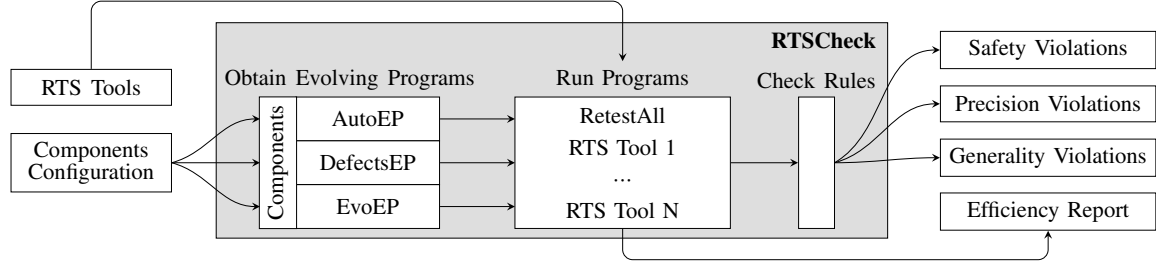 RTSCheck
RTS Tools
Components
Configuration
Obtain Evolving Programs
Components
AutoEP
DefectsEP
EvoEP
Run Programs
RetestAll
RTS Tool 1
...
RTS Tool N
Check Rules
Safety Violations
Precision Violations
Generality Violations
Efficiency Report